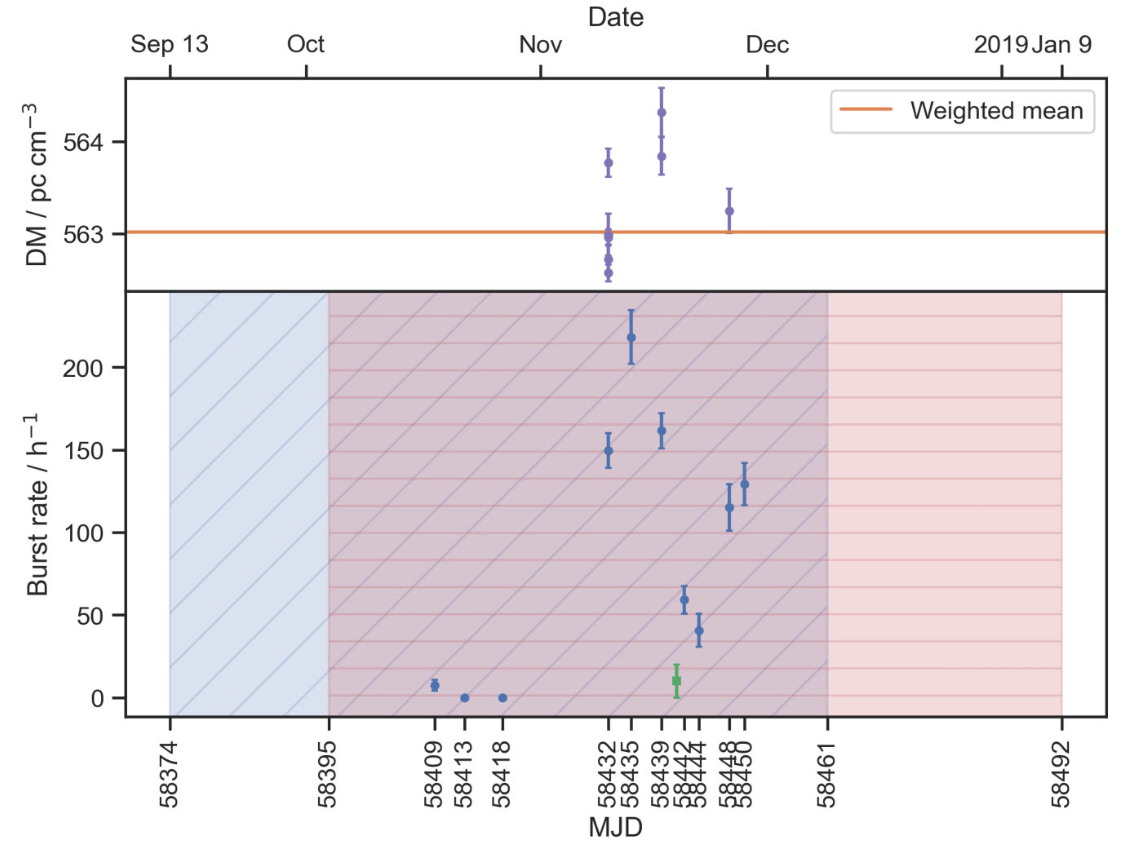 Date
Sep 13 Oct Nov Dec 2019 Jan 9
Weighted mean
DM / pc cm⁻³
564
563
Burst rate / h⁻¹
200
150
100
50
0
58374 58395 58409 58413 58418 58432 58435 58439 58442 58444 58448 58450 58461 58492
MJD